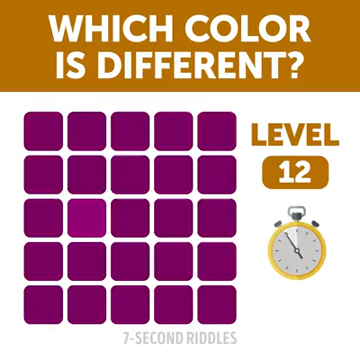 WHICH COLOR
IS DIFFERENT?
LEVEL
12
7-SECOND RIDDLES